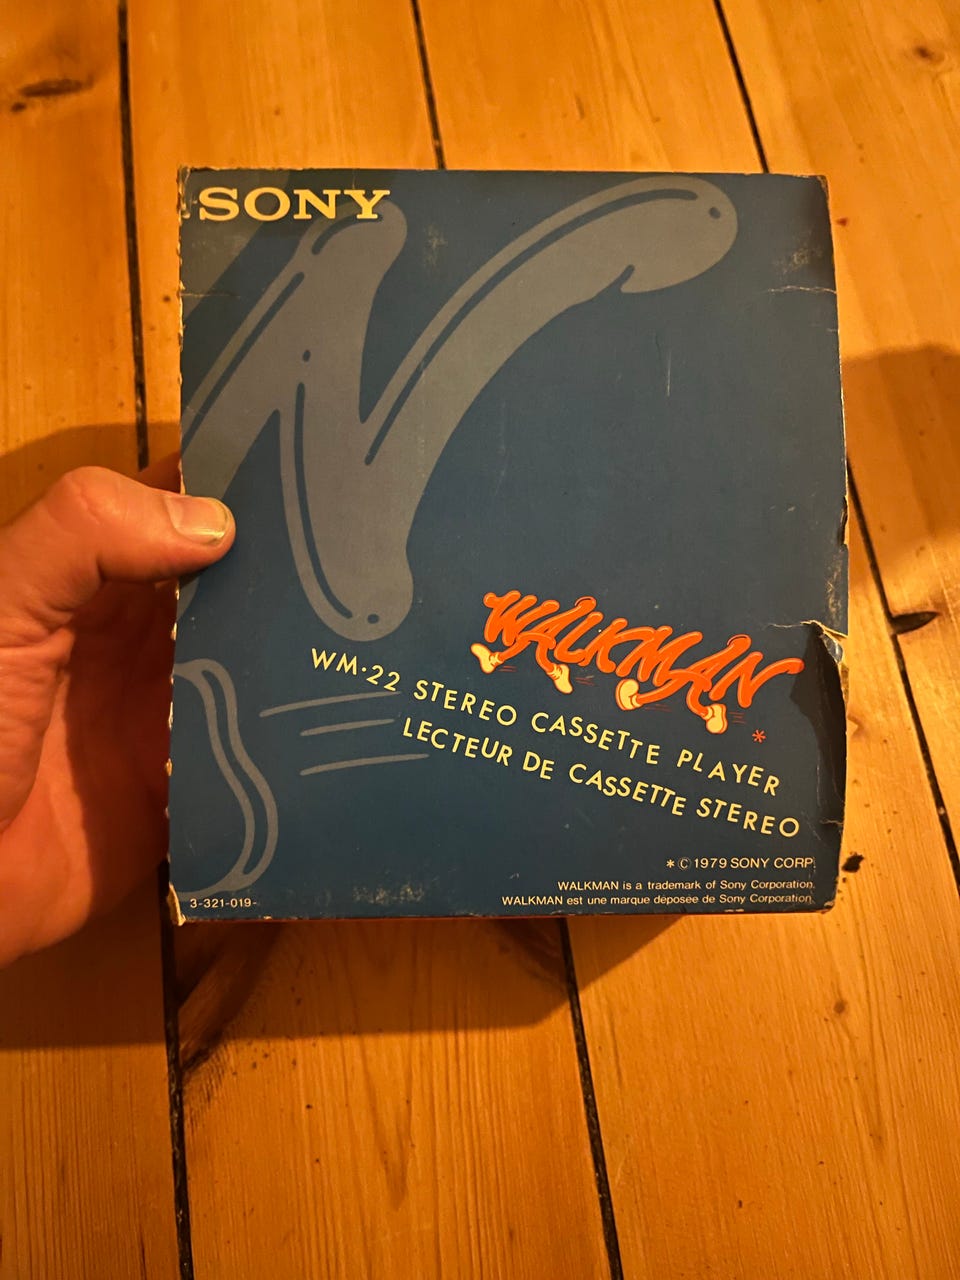 SONY
WALKMAN
*
WM·22 STEREO CASSETTE PLAYER
LECTEUR DE CASSETTE STEREO
* © 1979 SONY CORP.
WALKMAN is a trademark of Sony Corporation.
WALKMAN est une marque déposée de Sony Corporation.
3-321-019-